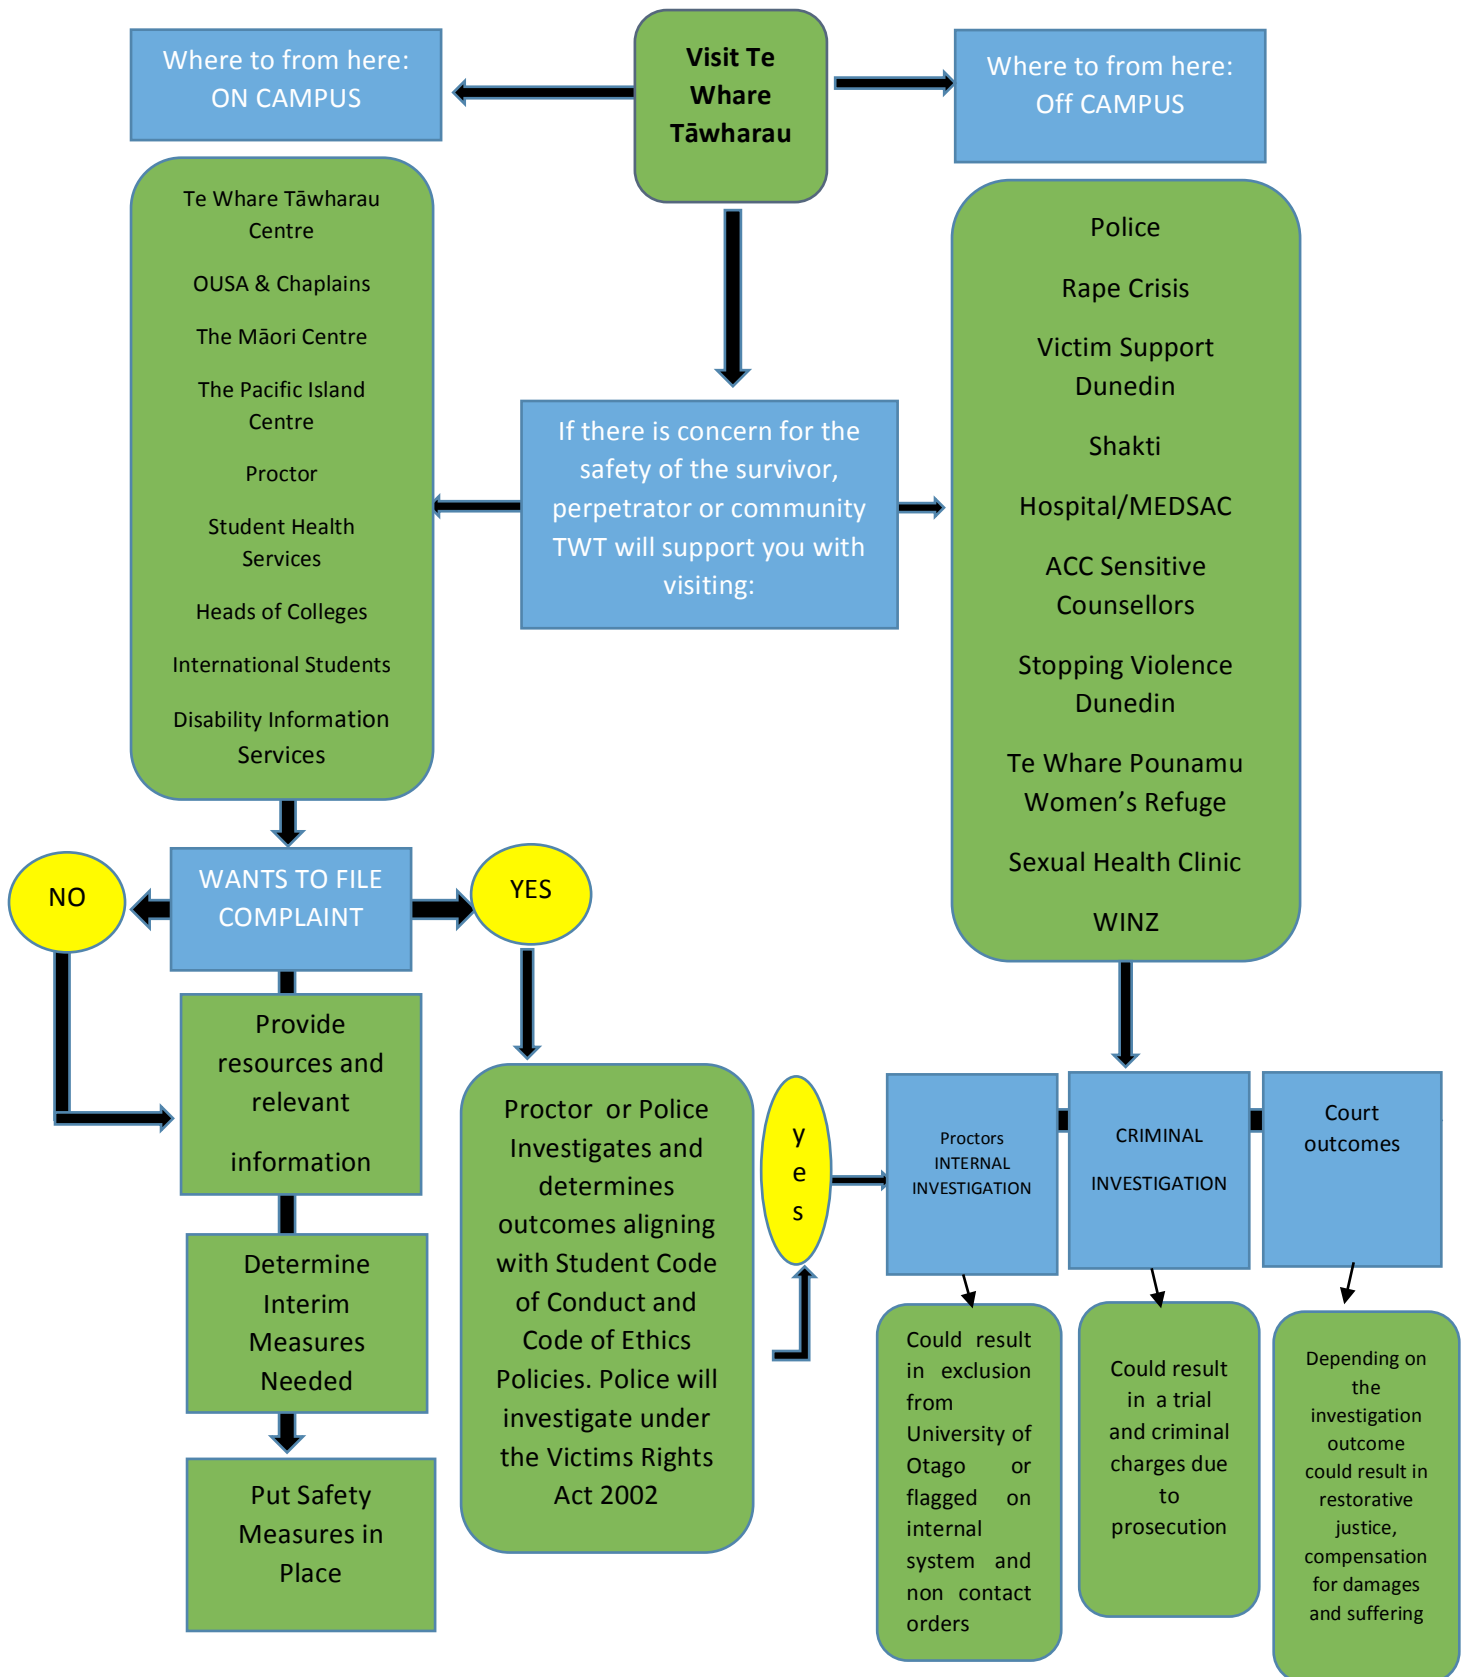 Where to from here:
ON CAMPUS
Visit Te
Whare
Tāwharau
Where to from here:
Off CAMPUS
Te Whare Tāwharau
Centre
OUSA & Chaplains
The Māori Centre
The Pacific Island
Centre
Proctor
Student Health
Services
Heads of Colleges
International Students
Disability Information
Services
If there is concern for the
safety of the survivor,
perpetrator or community
TWT will support you with
visiting:
Police
Rape Crisis
Victim Support
Dunedin
Shakti
Hospital/MEDSAC
ACC Sensitive
Counsellors
Stopping Violence
Dunedin
Te Whare Pounamu
Women’s Refuge
Sexual Health Clinic
WINZ
NO
WANTS TO FILE
COMPLAINT
YES
Provide
resources and
relevant
information
Determine
Interim
Measures
Needed
Put Safety
Measures in
Place
Proctor or Police
Investigates and
determines
outcomes aligning
with Student Code
of Conduct and
Code of Ethics
Policies. Police will
investigate under
the Victims Rights
Act 2002
y
e
s
Proctors
INTERNAL
INVESTIGATION
CRIMINAL
INVESTIGATION
Court
outcomes
Could result
in exclusion
from
University of
Otago or
flagged on
internal
system and
non contact
orders
Could result
in a trial
and criminal
charges due
to
prosecution
Depending on
the
investigation
outcome
could result in
restorative
justice,
compensation
for damages
and suffering